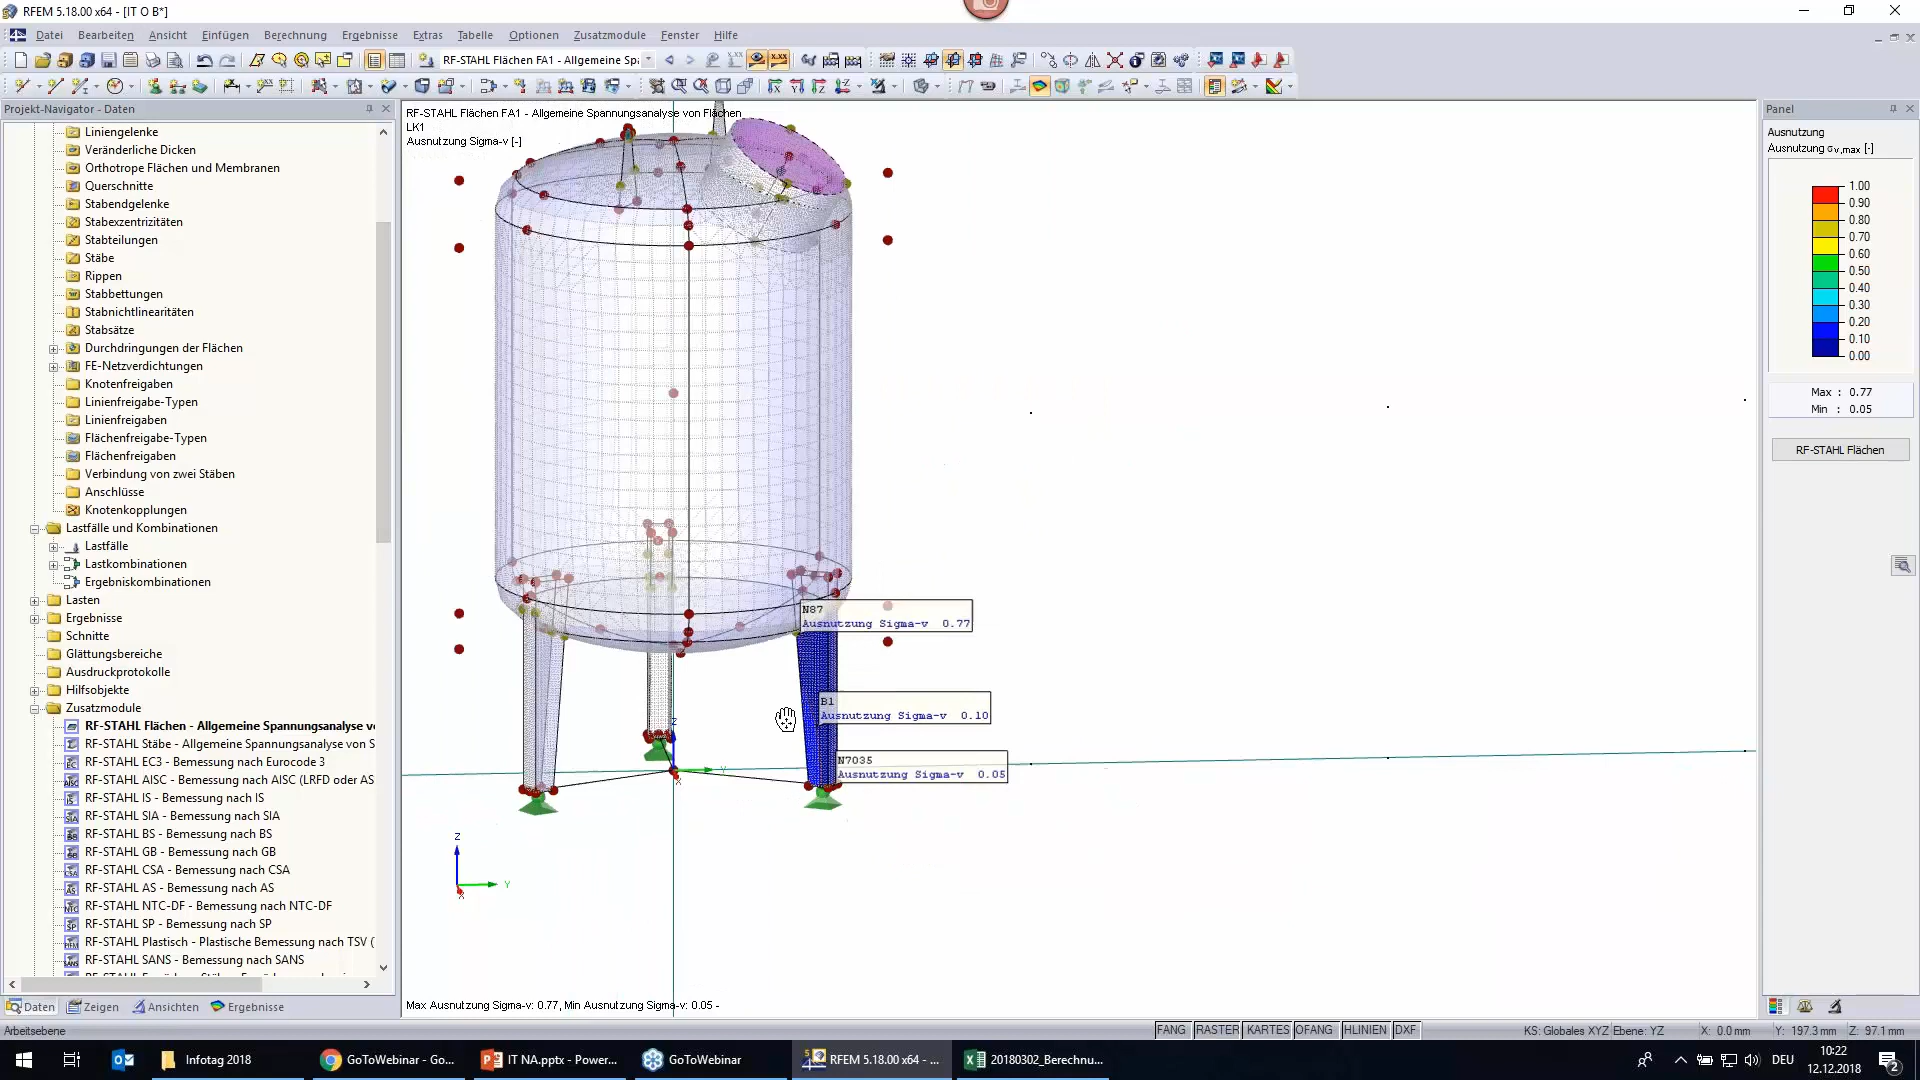 RFEM 5.18.00 x64 - [IT O B*]
Datei Bearbeiten Ansicht Einfügen Berechnung Ergebnisse Extras Tabelle Optionen Zusatzmodule Fenster Hilfe
RF-STAHL Flächen FA1 - Allgemeine Sp
Projekt-Navigator - Daten
Liniengelenke
Veränderliche Dicken
Orthotrope Flächen und Membranen
Querschnitte
Stabendgelenke
Stabexzentrizitäten
Stabteilungen
Stäbe
Rippen
Stabbettungen
Stabnichtlinearitäten
Stabsätze
Durchdringungen der Flächen
FE-Netzverdichtungen
Knotenfreigaben
Linienfreigabe-Typen
Linienfreigaben
Flächenfreigabe-Typen
Flächenfreigaben
Verbindung von zwei Stäben
Anschlüsse
Knotenkopplungen
Lastfälle und Kombinationen
Lastfälle
Lastkombinationen
Ergebniskombinationen
Lasten
Ergebnisse
Schnitte
Glättungsbereiche
Ausdruckprotokolle
Hilfsobjekte
Zusatzmodule
RF-STAHL Flächen - Allgemeine Spannungsanalyse v
RF-STAHL Stäbe - Allgemeine Spannungsanalyse von S
RF-STAHL EC3 - Bemessung nach Eurocode 3
RF-STAHL AISC - Bemessung nach AISC (LRFD oder AS
RF-STAHL IS - Bemessung nach IS
RF-STAHL SIA - Bemessung nach SIA
RF-STAHL BS - Bemessung nach BS
RF-STAHL GB - Bemessung nach GB
RF-STAHL CSA - Bemessung nach CSA
RF-STAHL AS - Bemessung nach AS
RF-STAHL NTC-DF - Bemessung nach NTC-DF
RF-STAHL SP - Bemessung nach SP
RF-STAHL Plastisch - Plastische Bemessung nach TSV (
RF-STAHL SANS - Bemessung nach SANS
Daten Zeigen Ansichten Ergebnisse
RF-STAHL Flächen FA1 - Allgemeine Spannungsanalyse von Flächen
LK1
Ausnutzung Sigma-v [-]
N87
Ausnutzung Sigma-v 0.77
B1
Ausnutzung Sigma-v 0.10
N7035
Ausnutzung Sigma-v 0.05
Z
Y
X
Z
Y
X
Max Ausnutzung Sigma-v: 0.77, Min Ausnutzung Sigma-v: 0.05 -
Panel
Ausnutzung
Ausnutzung σv,max [-]
1.00
0.90
0.80
0.70
0.60
0.50
0.40
0.30
0.20
0.10
0.00
Max : 0.77
Min : 0.05
RF-STAHL Flächen
Arbeitsebene
FANG RASTER KARTES OFANG HLINIEN DXF
KS: Globales XYZ Ebene: YZ X: 0.0 mm Y: 197.3 mm Z: 97.1 mm
Infotag 2018
GoToWebinar - Go...
IT NA.pptx - Power...
GoToWebinar
RFEM 5.18.00 x64 - ...
20180302_Berechnu...
DEU
10:22
12.12.2018
2